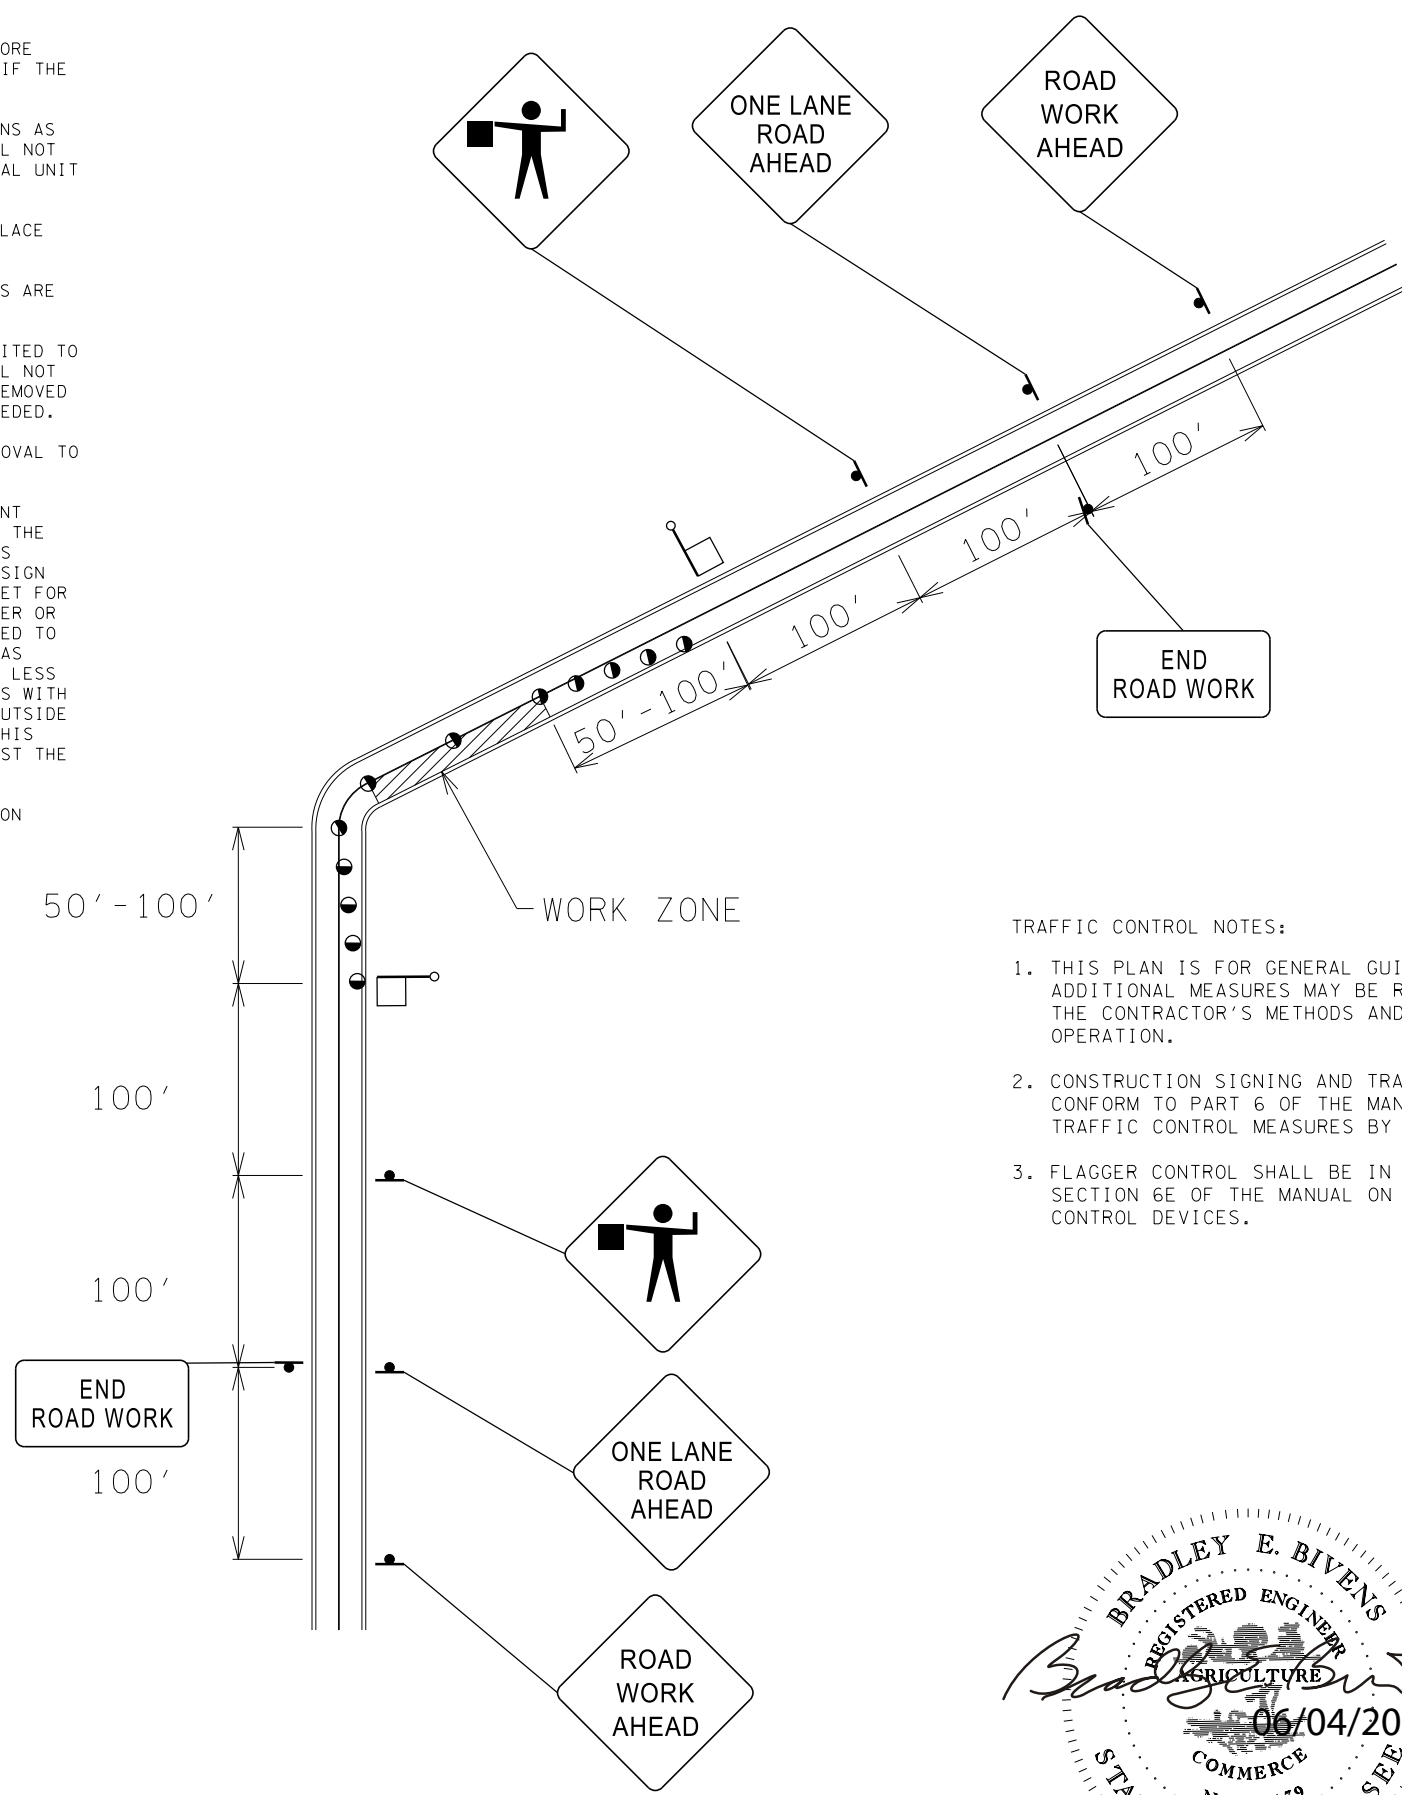 ORE
IF THE
NS AS
L NOT
AL UNIT
LACE
S ARE
ITED TO
L NOT
EMOVED
EDED.
OVAL TO
NT
THE
S
SIGN
ET FOR
ER OR
ED TO
AS
LESS
S WITH
UTSIDE
HIS
ST THE
ON
ONE LANE
ROAD
AHEAD
ROAD
WORK
AHEAD
100'
100'
100'
50'-100'
END
ROAD WORK
WORK ZONE
50'-100'
100'
100'
100'
END
ROAD WORK
ONE LANE
ROAD
AHEAD
ROAD
WORK
AHEAD
TRAFFIC CONTROL NOTES:
1. THIS PLAN IS FOR GENERAL GUI
ADDITIONAL MEASURES MAY BE R
THE CONTRACTOR'S METHODS AND
OPERATION.
2. CONSTRUCTION SIGNING AND TRA
CONFORM TO PART 6 OF THE MAN
TRAFFIC CONTROL MEASURES BY
3. FLAGGER CONTROL SHALL BE IN
SECTION 6E OF THE MANUAL ON
CONTROL DEVICES.
BRADLEY E. BIVENS
REGISTERED ENGINEER
AGRICULTURE
06/04/20
COMMERCE
STA
SEE